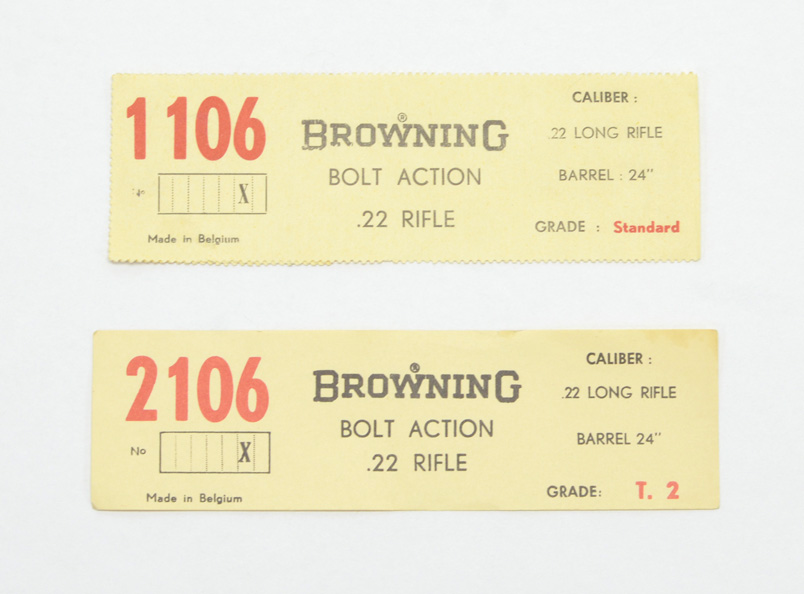 1106
No
X
Made in Belgium
BROWNING®
BOLT ACTION
.22 RIFLE
CALIBER :
.22 LONG RIFLE
BARREL : 24"
GRADE : Standard
2106
No
X
Made in Belgium
BROWNING®
BOLT ACTION
.22 RIFLE
CALIBER :
.22 LONG RIFLE
BARREL 24"
GRADE: T. 2